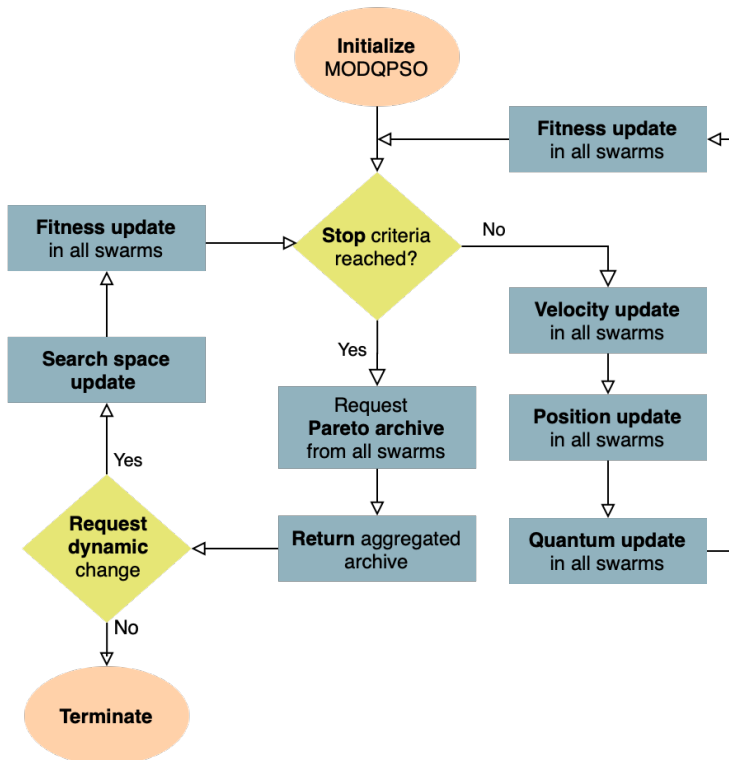 Initialize
MODQPSO
Fitness update
in all swarms
Fitness update
in all swarms
Stop criteria
reached?
No
Velocity update
in all swarms
Search space
update
Yes
Request
Pareto archive
from all swarms
Position update
in all swarms
Yes
Request
dynamic
change
Return aggregated
archive
Quantum update
in all swarms
No
Terminate